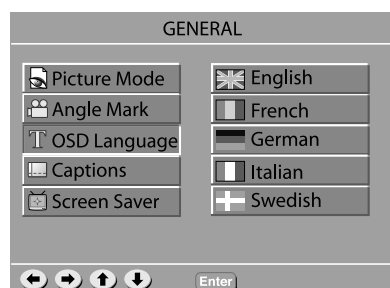 GENERAL
Picture Mode
Angle Mark
T OSD Language
Captions
Screen Saver
English
French
German
Italian
Swedish
Enter